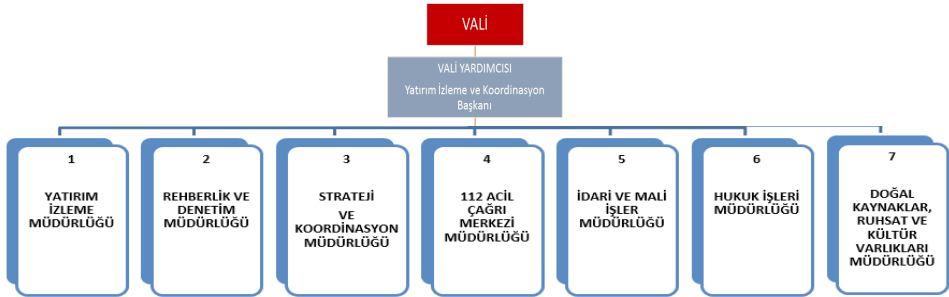 VALİ
VALİ YARDIMCISI
Yatırım İzleme ve Koordinasyon
Başkanı
1
YATIRIM
İZLEME
MÜDÜRLÜĞÜ
2
REHBERLİK VE
DENETİM
MÜDÜRLÜĞÜ
3
STRATEJİ
VE
KOORDİNASYON
MÜDÜRLÜĞÜ
4
112 ACİL
ÇAĞRI
MERKEZİ
MÜDÜRLÜĞÜ
5
İDARİ VE MALİ
İŞLER
MÜDÜRLÜĞÜ
6
HUKUK İŞLERİ
MÜDÜRLÜĞÜ
7
DOĞAL
KAYNAKLAR,
RUHSAT VE
KÜLTÜR
VARLIKLARI
MÜDÜRLÜĞÜ